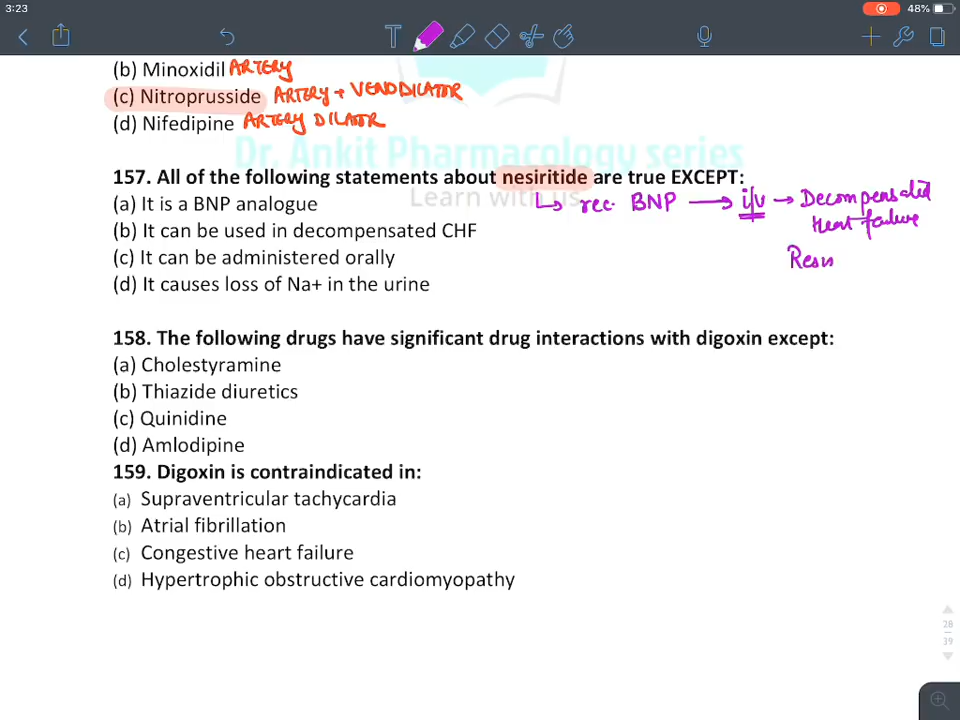 3:23
48%
(b) Minoxidil ARTERY
(c) Nitroprusside ARTERY + VENODILATOR
(d) Nifedipine ARTERY DILATOR
Dr. Ankit Pharmacology series
Learn with us
157. All of the following statements about nesiritide are true EXCEPT:
(a) It is a BNP analogue
rec. BNP → i/v → Decompensated Heart failure
(b) It can be used in decompensated CHF
(c) It can be administered orally
(d) It causes loss of Na+ in the urine
158. The following drugs have significant drug interactions with digoxin except:
(a) Cholestyramine
(b) Thiazide diuretics
(c) Quinidine
(d) Amlodipine
159. Digoxin is contraindicated in:
(a) Supraventricular tachycardia
(b) Atrial fibrillation
(c) Congestive heart failure
(d) Hypertrophic obstructive cardiomyopathy
28
39